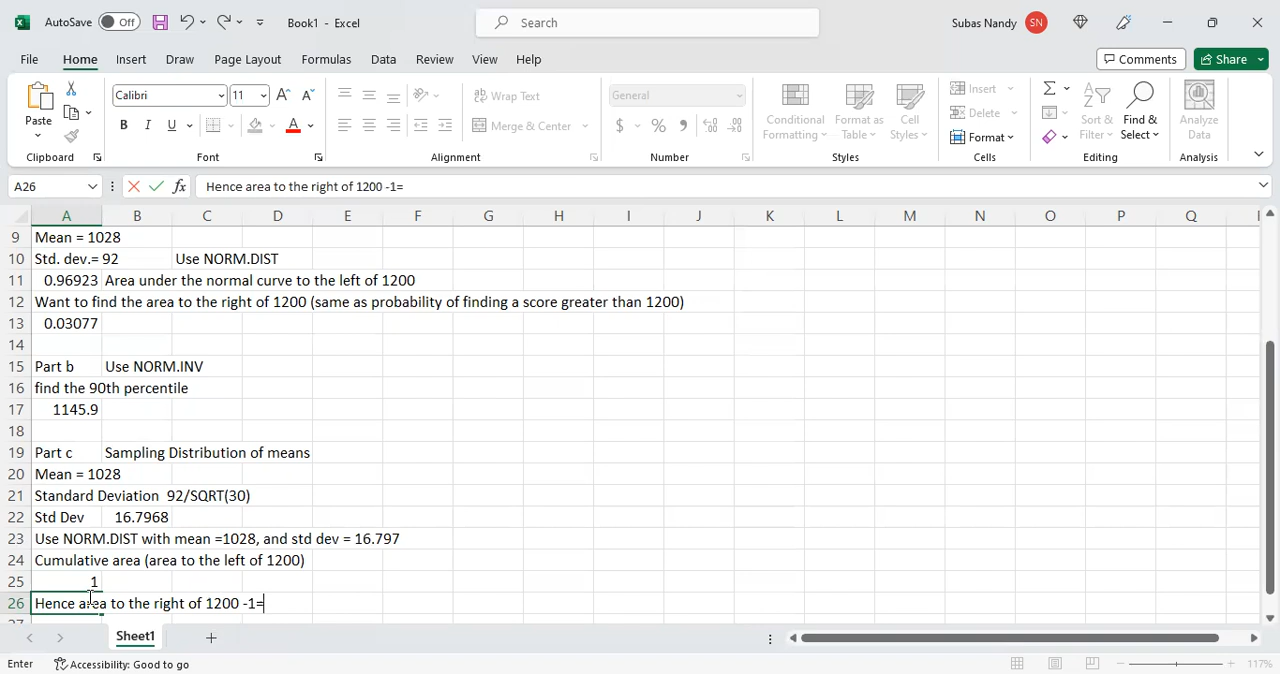 AutoSave Off Book1 - Excel Search Subas Nandy SN
File Home Insert Draw Page Layout Formulas Data Review View Help Comments Share
Paste Calibri 11 A^ A˅ Wrap Text General Conditional Formatting Format as Table Cell Styles Insert Sort & Filter Find & Select Analyze Data
B I U A Merge & Center $ % 9 Delete
Format
Clipboard Font Alignment Number Styles Cells Editing Analysis
A26 fx Hence area to the right of 1200 -1=
A B C D E F G H I J K L M N O P Q
9 Mean = 1028
10 Std. dev.= 92 Use NORM.DIST
11 0.96923 Area under the normal curve to the left of 1200
12 Want to find the area to the right of 1200 (same as probability of finding a score greater than 1200)
13 0.03077
14
15 Part b Use NORM.INV
16 find the 90th percentile
17 1145.9
18
19 Part c Sampling Distribution of means
20 Mean = 1028
21 Standard Deviation 92/SQRT(30)
22 Std Dev 16.7968
23 Use NORM.DIST with mean =1028, and std dev = 16.797
24 Cumulative area (area to the left of 1200)
25 1
26 Hence area to the right of 1200 -1=
Sheet1
Enter Accessibility: Good to go 117%